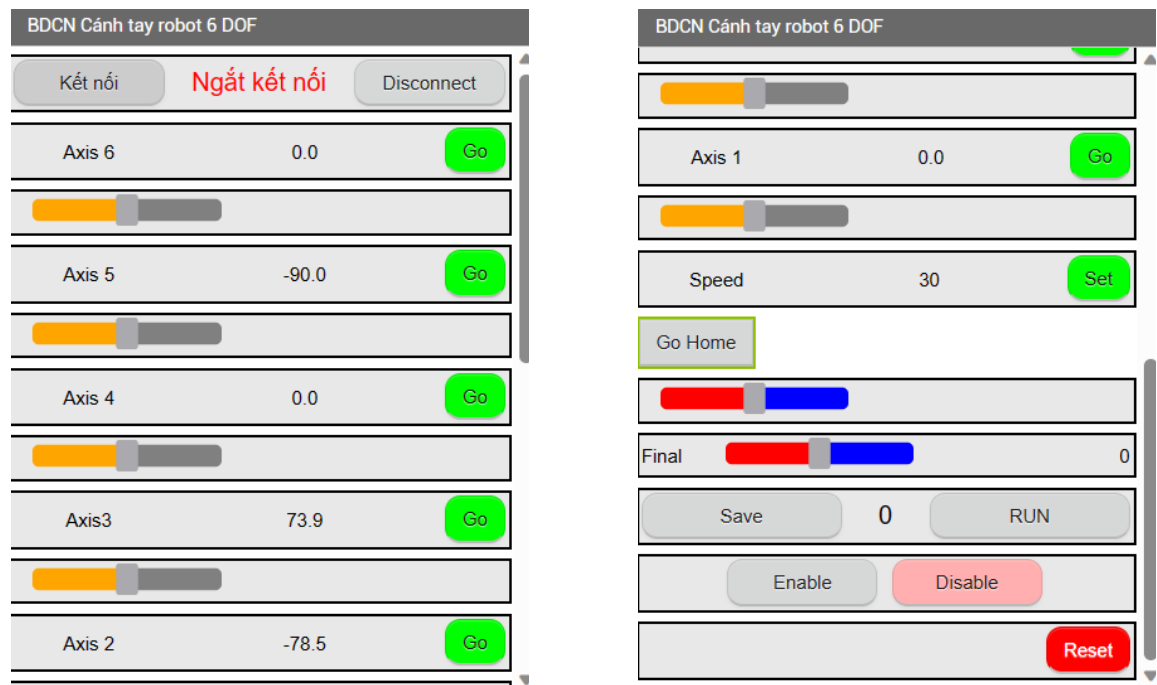 BDCN Cánh tay robot 6 DOF
Kết nối Ngắt kết nối Disconnect
Axis 6 0.0 Go
Axis 5 -90.0 Go
Axis 4 0.0 Go
Axis3 73.9 Go
Axis 2 -78.5 Go
BDCN Cánh tay robot 6 DOF
Axis 1 0.0 Go
Speed 30 Set
Go Home
Final 0
Save 0 RUN
Enable Disable
Reset